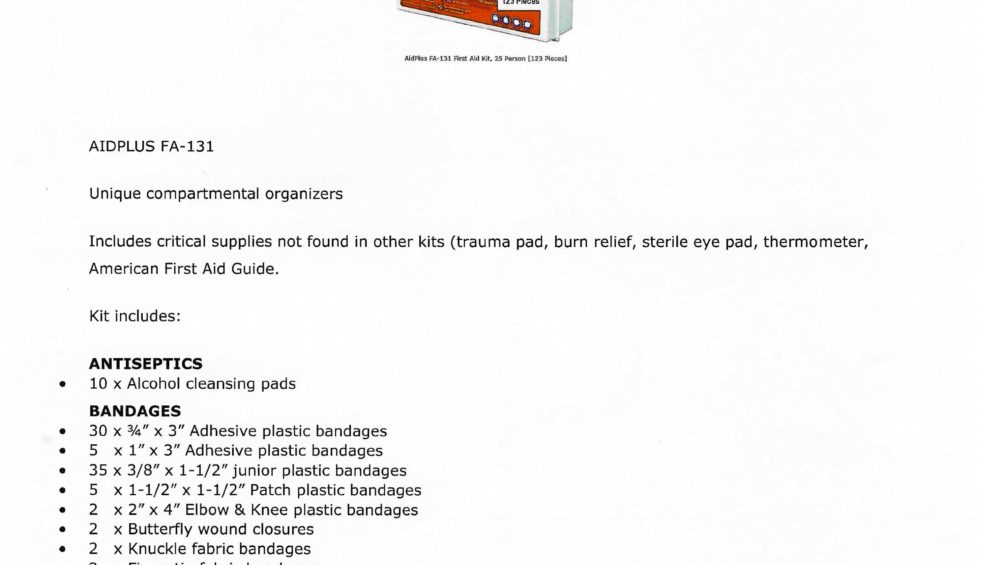 123 Pieces
AidPlus FA-131 First Aid Kit, 25 Person [123 Pieces]
AIDPLUS FA-131
Unique compartmental organizers
Includes critical supplies not found in other kits (trauma pad, burn relief, sterile eye pad, thermometer,
American First Aid Guide.
Kit includes:
ANTISEPTICS
• 10 x Alcohol cleansing pads
BANDAGES
• 30 x ¾” x 3” Adhesive plastic bandages
• 5 x 1” x 3” Adhesive plastic bandages
• 35 x 3/8” x 1-1/2” junior plastic bandages
• 5 x 1-1/2” x 1-1/2” Patch plastic bandages
• 2 x 2” x 4” Elbow & Knee plastic bandages
• 2 x Butterfly wound closures
• 2 x Knuckle fabric bandages